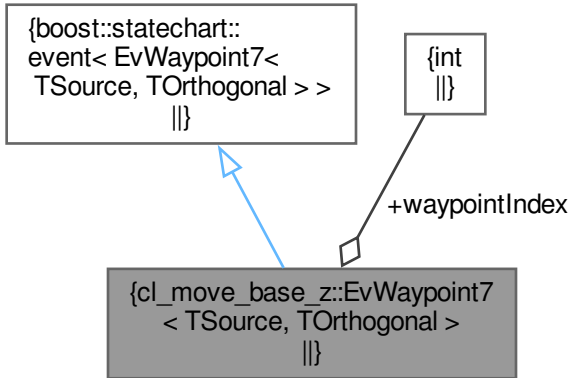 {boost::statechart::
event< EvWaypoint7<
TSource, TOrthogonal > >
||}
{int
||}
+waypointIndex
{cl_move_base_z::EvWaypoint7
< TSource, TOrthogonal >
||}